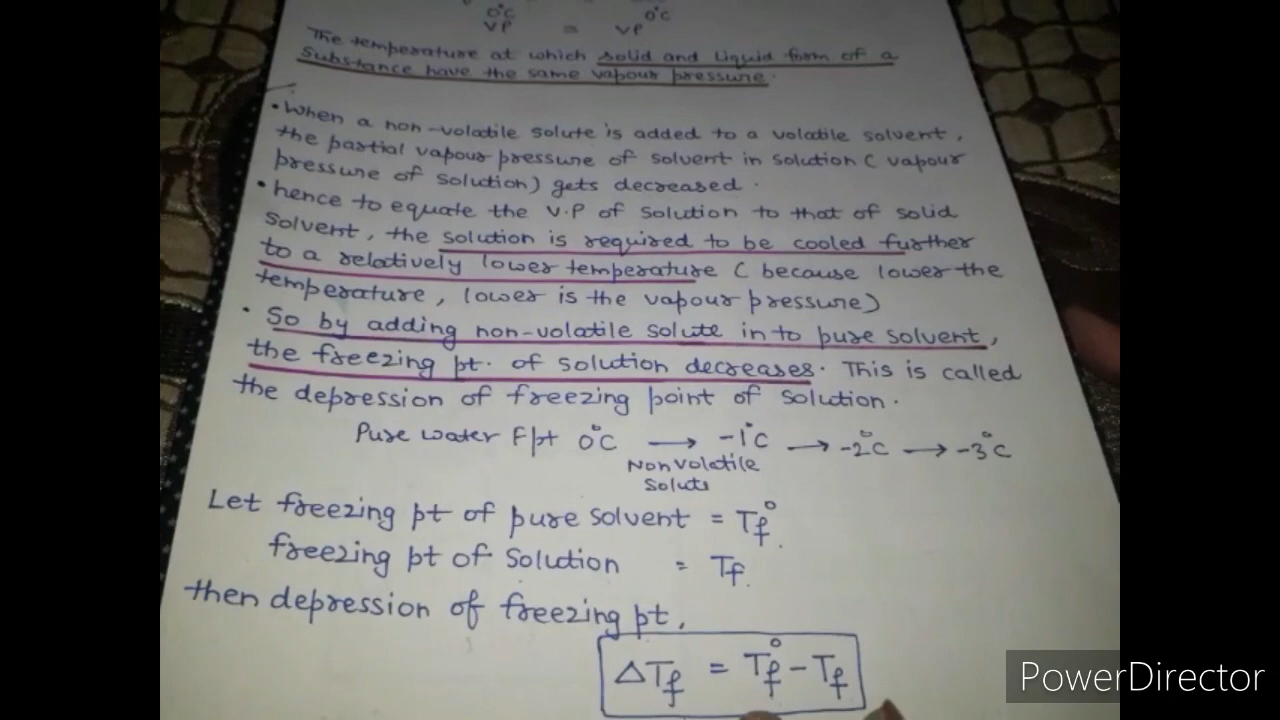 0°C 0°C
VP = VP
The temperature at which solid and liquid form of a
Substance have the same vapour pressure.
• When a non-volatile solute is added to a volatile solvent,
the partial vapour pressure of solvent in solution ( vapour
pressure of solution) gets decreased.
• hence to equate the V.P of solution to that of solid
solvent, the solution is required to be cooled further
to a relatively lower temperature ( because lower the
temperature, lower is the vapour pressure)
• So by adding non-volatile solute in to pure solvent,
the freezing pt. of solution decreases. This is called
the depression of freezing point of solution.
Pure water F/pt 0°C → -1°C → -2°C → -3°C
Non volatile
Solute
Let freezing pt of pure solvent = Tf°.
freezing pt of solution = Tf.
then depression of freezing pt,
ΔTf = Tf° - Tf
PowerDirector